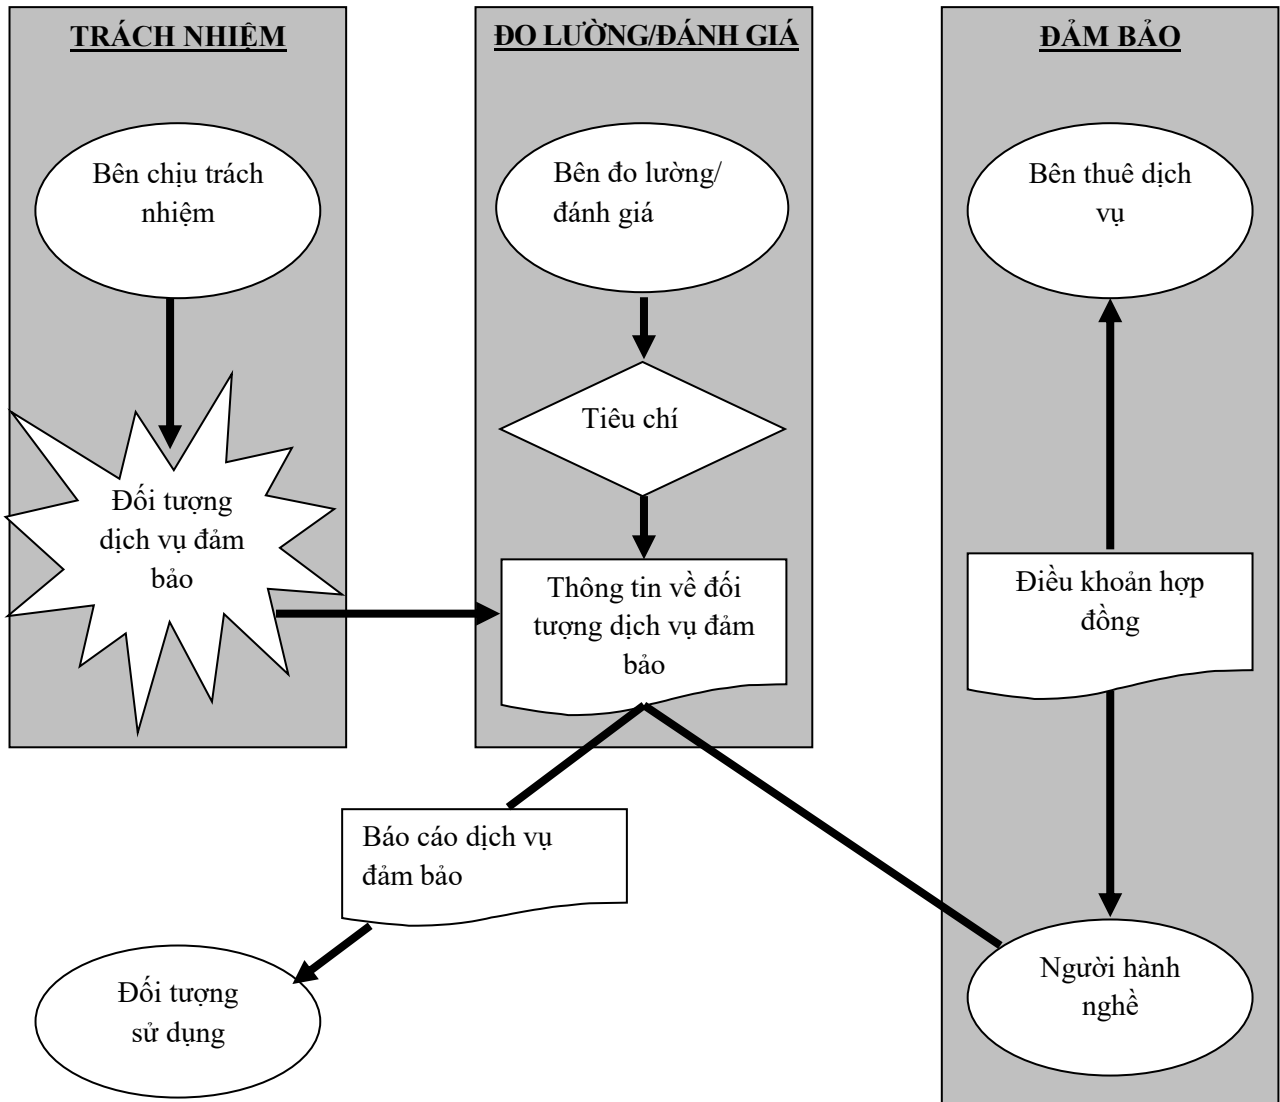 TRÁCH NHIỆM
ĐO LƯỜNG/ĐÁNH GIÁ
ĐẢM BẢO
Bên chịu trách
nhiệm
Bên đo lường/
đánh giá
Bên thuê dịch
vụ
Tiêu chí
Đối tượng
dịch vụ đảm
bảo
Thông tin về đối
tượng dịch vụ đảm
bảo
Điều khoản hợp
đồng
Báo cáo dịch vụ
đảm bảo
Đối tượng
sử dụng
Người hành
nghề